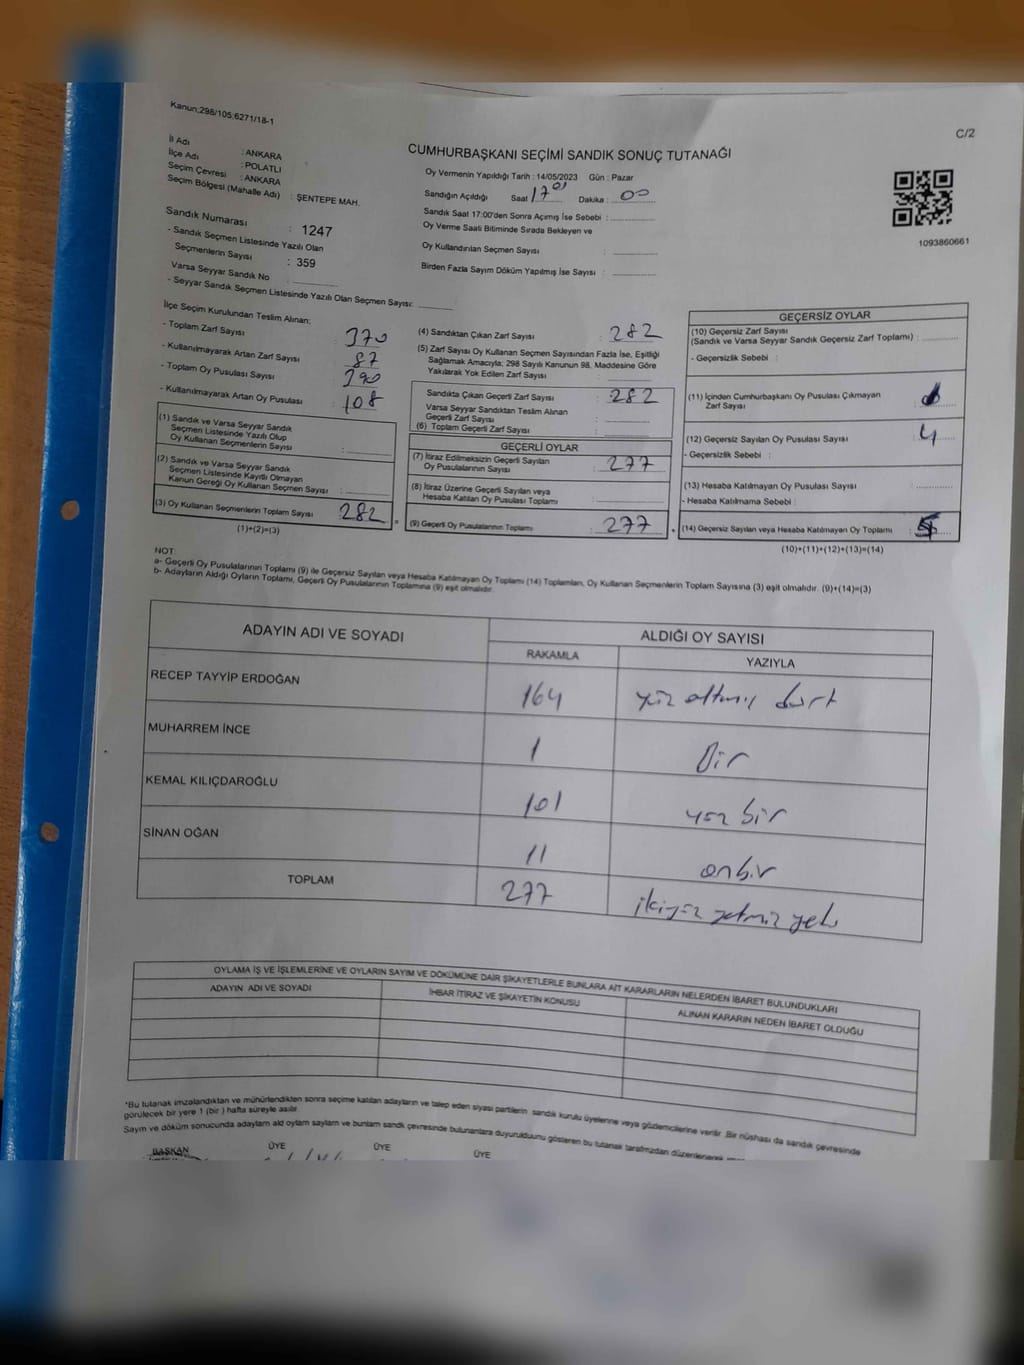 Kanun:298/105:6271/18-1
C/2
CUMHURBAŞKANI SEÇİMİ SANDIK SONUÇ TUTANAĞI
İl Adı : ANKARA
İlçe Adı : POLATLI
Seçim Çevresi : ANKARA
Seçim Bölgesi (Mahalle Adı) : ŞENTEPE MAH.
Sandık Numarası : 1247
- Sandık Seçmen Listesinde Yazılı Olan
Seçmenlerin Sayısı : 359
Varsa Seyyar Sandık No :
- Seyyar Sandık Seçmen Listesinde Yazılı Olan Seçmen Sayısı:
Oy Vermenin Yapıldığı Tarih : 14/05/2023 Gün : Pazar
Sandığın Açıldığı Saat 17 Dakika : 00
Sandık Saat 17:00'den Sonra Açımış İse Sebebi :
Oy Verme Saati Bitiminde Sırada Bekleyen ve
Oy Kullandırılan Seçmen Sayısı :
Birden Fazla Sayım Döküm Yapılmış İse Sayısı :
1093860661
İlçe Seçim Kurulundan Teslim Alınan;
- Toplam Zarf Sayısı 370
- Kullanılmayarak Artan Zarf Sayısı 87
- Toplam Oy Pusulası Sayısı 390
- Kullanılmayarak Artan Oy Pusulası 108
(1) Sandık ve Varsa Seyyar Sandık
Seçmen Listesinde Yazılı Olup
Oy Kullanan Seçmenlerin Sayısı :
(2) Sandık ve Varsa Seyyar Sandık
Seçmen Listesinde Kayıtlı Olmayan
Kanun Gereği Oy Kullanan Seçmen Sayısı :
(3) Oy Kullanan Seçmenlerin Toplam Sayısı 282
(1)+(2)=(3)
(4) Sandıktan Çıkan Zarf Sayısı : 282
(5) Zarf Sayısı Oy Kullanan Seçmen Sayısından Fazla İse, Eşitliği
Sağlamak Amacıyla; 298 Sayılı Kanunun 98. Maddesine Göre
Yakılarak Yok Edilen Zarf Sayısı :
Sandıkta Çıkan Geçerli Zarf Sayısı : 282
Varsa Seyyar Sandıktan Teslim Alınan
Geçerli Zarf Sayısı :
(6) Toplam Geçerli Zarf Sayısı :
GEÇERLİ OYLAR
(7) İtiraz Edilmeksizin Geçerli Sayılan
Oy Pusulalarının Sayısı : 277
(8) İtiraz Üzerine Geçerli Sayılan veya
Hesaba Katılan Oy Pusulası Toplamı :
(9) Geçerli Oy Pusulalarının Toplamı : 277
GEÇERSİZ OYLAR
(10) Geçersiz Zarf Sayısı
(Sandık ve Varsa Seyyar Sandık Geçersiz Zarf Toplamı) :
- Geçersizlik Sebebi :
(11) İçinden Cumhurbaşkanı Oy Pusulası Çıkmayan
Zarf Sayısı :
(12) Geçersiz Sayılan Oy Pusulası Sayısı : 4
- Geçersizlik Sebebi :
(13) Hesaba Katılmayan Oy Pusulası Sayısı :
- Hesaba Katılmama Sebebi :
(14) Geçersiz Sayılan veya Hesaba Katılmayan Oy Toplamı :
(10)+(11)+(12)+(13)=(14)
NOT:
a- Geçerli Oy Pusulalarının Toplamı (9) ile Geçersiz Sayılan veya Hesaba Katılmayan Oy Toplamı (14) Toplamları, Oy Kullanan Seçmenlerin Toplam Sayısına (3) eşit olmalıdır. (9)+(14)=(3)
b- Adayların Aldığı Oyların Toplamı, Geçerli Oy Pusulalarının Toplamına (9) eşit olmalıdır.
ADAYIN ADI VE SOYADI ALDIĞI OY SAYISI
RAKAMLA YAZIYLA
RECEP TAYYİP ERDOĞAN 164 yüz altmış dört
MUHARREM İNCE 1 Bir
KEMAL KILIÇDAROĞLU 101 yüz bir
SİNAN OĞAN 11 onbir
TOPLAM 277 ikiyüz yetmiz yedi
OYLAMA İŞ VE İŞLEMLERİNE VE OYLARIN SAYIM VE DÖKÜMÜNE DAİR ŞİKAYETLERLE BUNLARA AİT KARARLARIN NELERDEN İBARET BULUNDUKLARI
ADAYIN ADI VE SOYADI İHBAR İTİRAZ VE ŞİKAYETİN KONUSU ALINAN KARARIN NEDEN İBARET OLDUĞU
*Bu tutanak imzalandıktan ve mühürlendikten sonra seçime katılan adayların ve talep eden siyasi partilerin sandık kurulu üyelerine veya gözlemcilerine verilir. Bir nüshası da sandık çevresinde
görülecek bir yere 1 (bir) hafta süreyle asılır.
Sayım ve döküm sonucunda adayların aldı oyların sayıların ve bunların sandık çevresinde bulunanlara duyurulduunu gösteren bu tutanak tarafımızdan düzenlenerek
BAŞKAN ÜYE ÜYE ÜYE